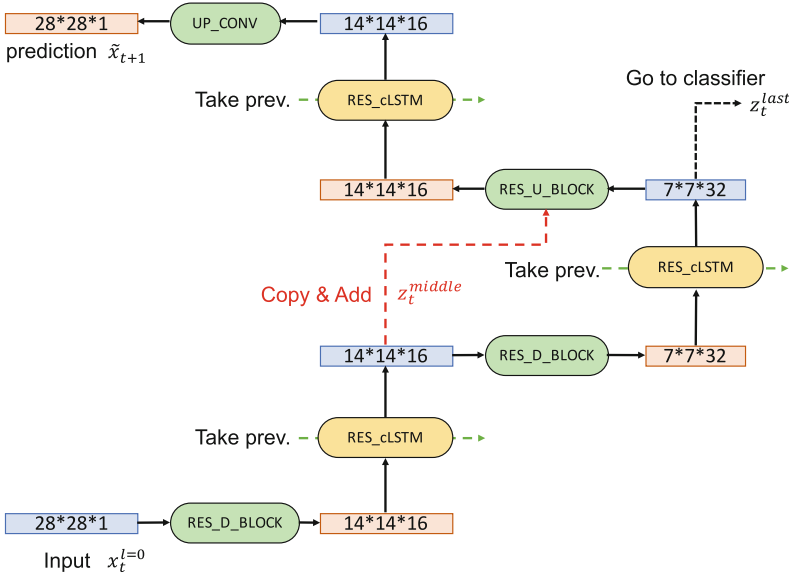 28*28*1
UP_CONV
14*14*16
prediction x̃ₜ₊₁
Go to classifier
z_t^{last}
Take prev.
RES_cLSTM
14*14*16
RES_U_BLOCK
7*7*32
Take prev.
RES_cLSTM
Copy & Add z_t^{middle}
14*14*16
RES_D_BLOCK
7*7*32
Take prev.
RES_cLSTM
28*28*1
RES_D_BLOCK
14*14*16
Input x_t^{l=0}